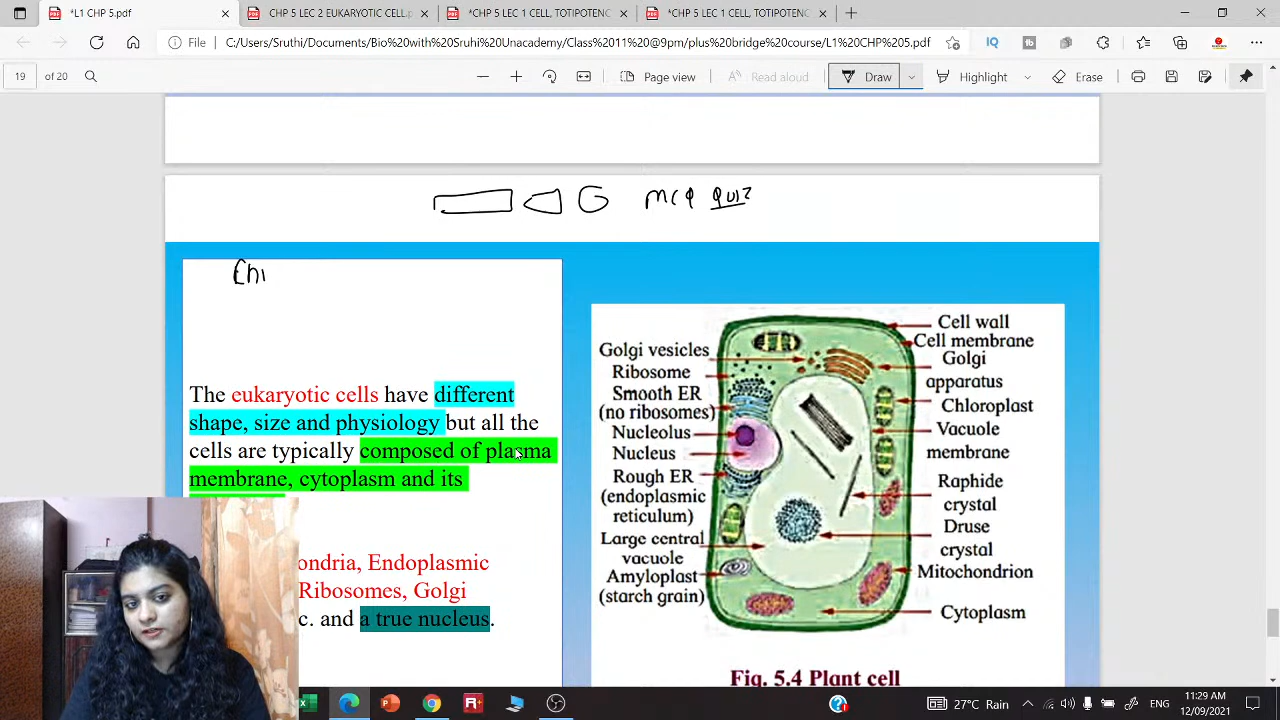 *L1 CHP 5.pdf
CHP 5 LEC 2 EUKARYOTIC CELL.p
*CHP 5 LEC 1 TOTIPOTENC
*CHP 5 LEC 1 CELL TOTIPOTENC
File
C:/Users/Sruthi/Documents/Bio%20with%20Sruhi%20Unacademy/Class%2011%20@9pm/plus%20bridge%20course/L1%20CHP%205.pdf
19 of 20
Page view
Read aloud
Draw
Highlight
Erase
MCQ Quiz
Chi
The eukaryotic cells have different
shape, size and physiology but all the
cells are typically composed of plasma
membrane, cytoplasm and its
ondria, Endoplasmic
Ribosomes, Golgi
c. and a true nucleus.
Golgi vesicles
Ribosome
Smooth ER
(no ribosomes)
Nucleolus
Nucleus
Rough ER
(endoplasmic
reticulum)
Large central
vacuole
Amyloplast
(starch grain)
Cell wall
Cell membrane
Golgi
apparatus
Chloroplast
Vacuole
membrane
Raphide
crystal
Druse
crystal
Mitochondrion
Cytoplasm
Fig. 5.4 Plant cell
27°C Rain
ENG
11:29 AM
12/09/2021